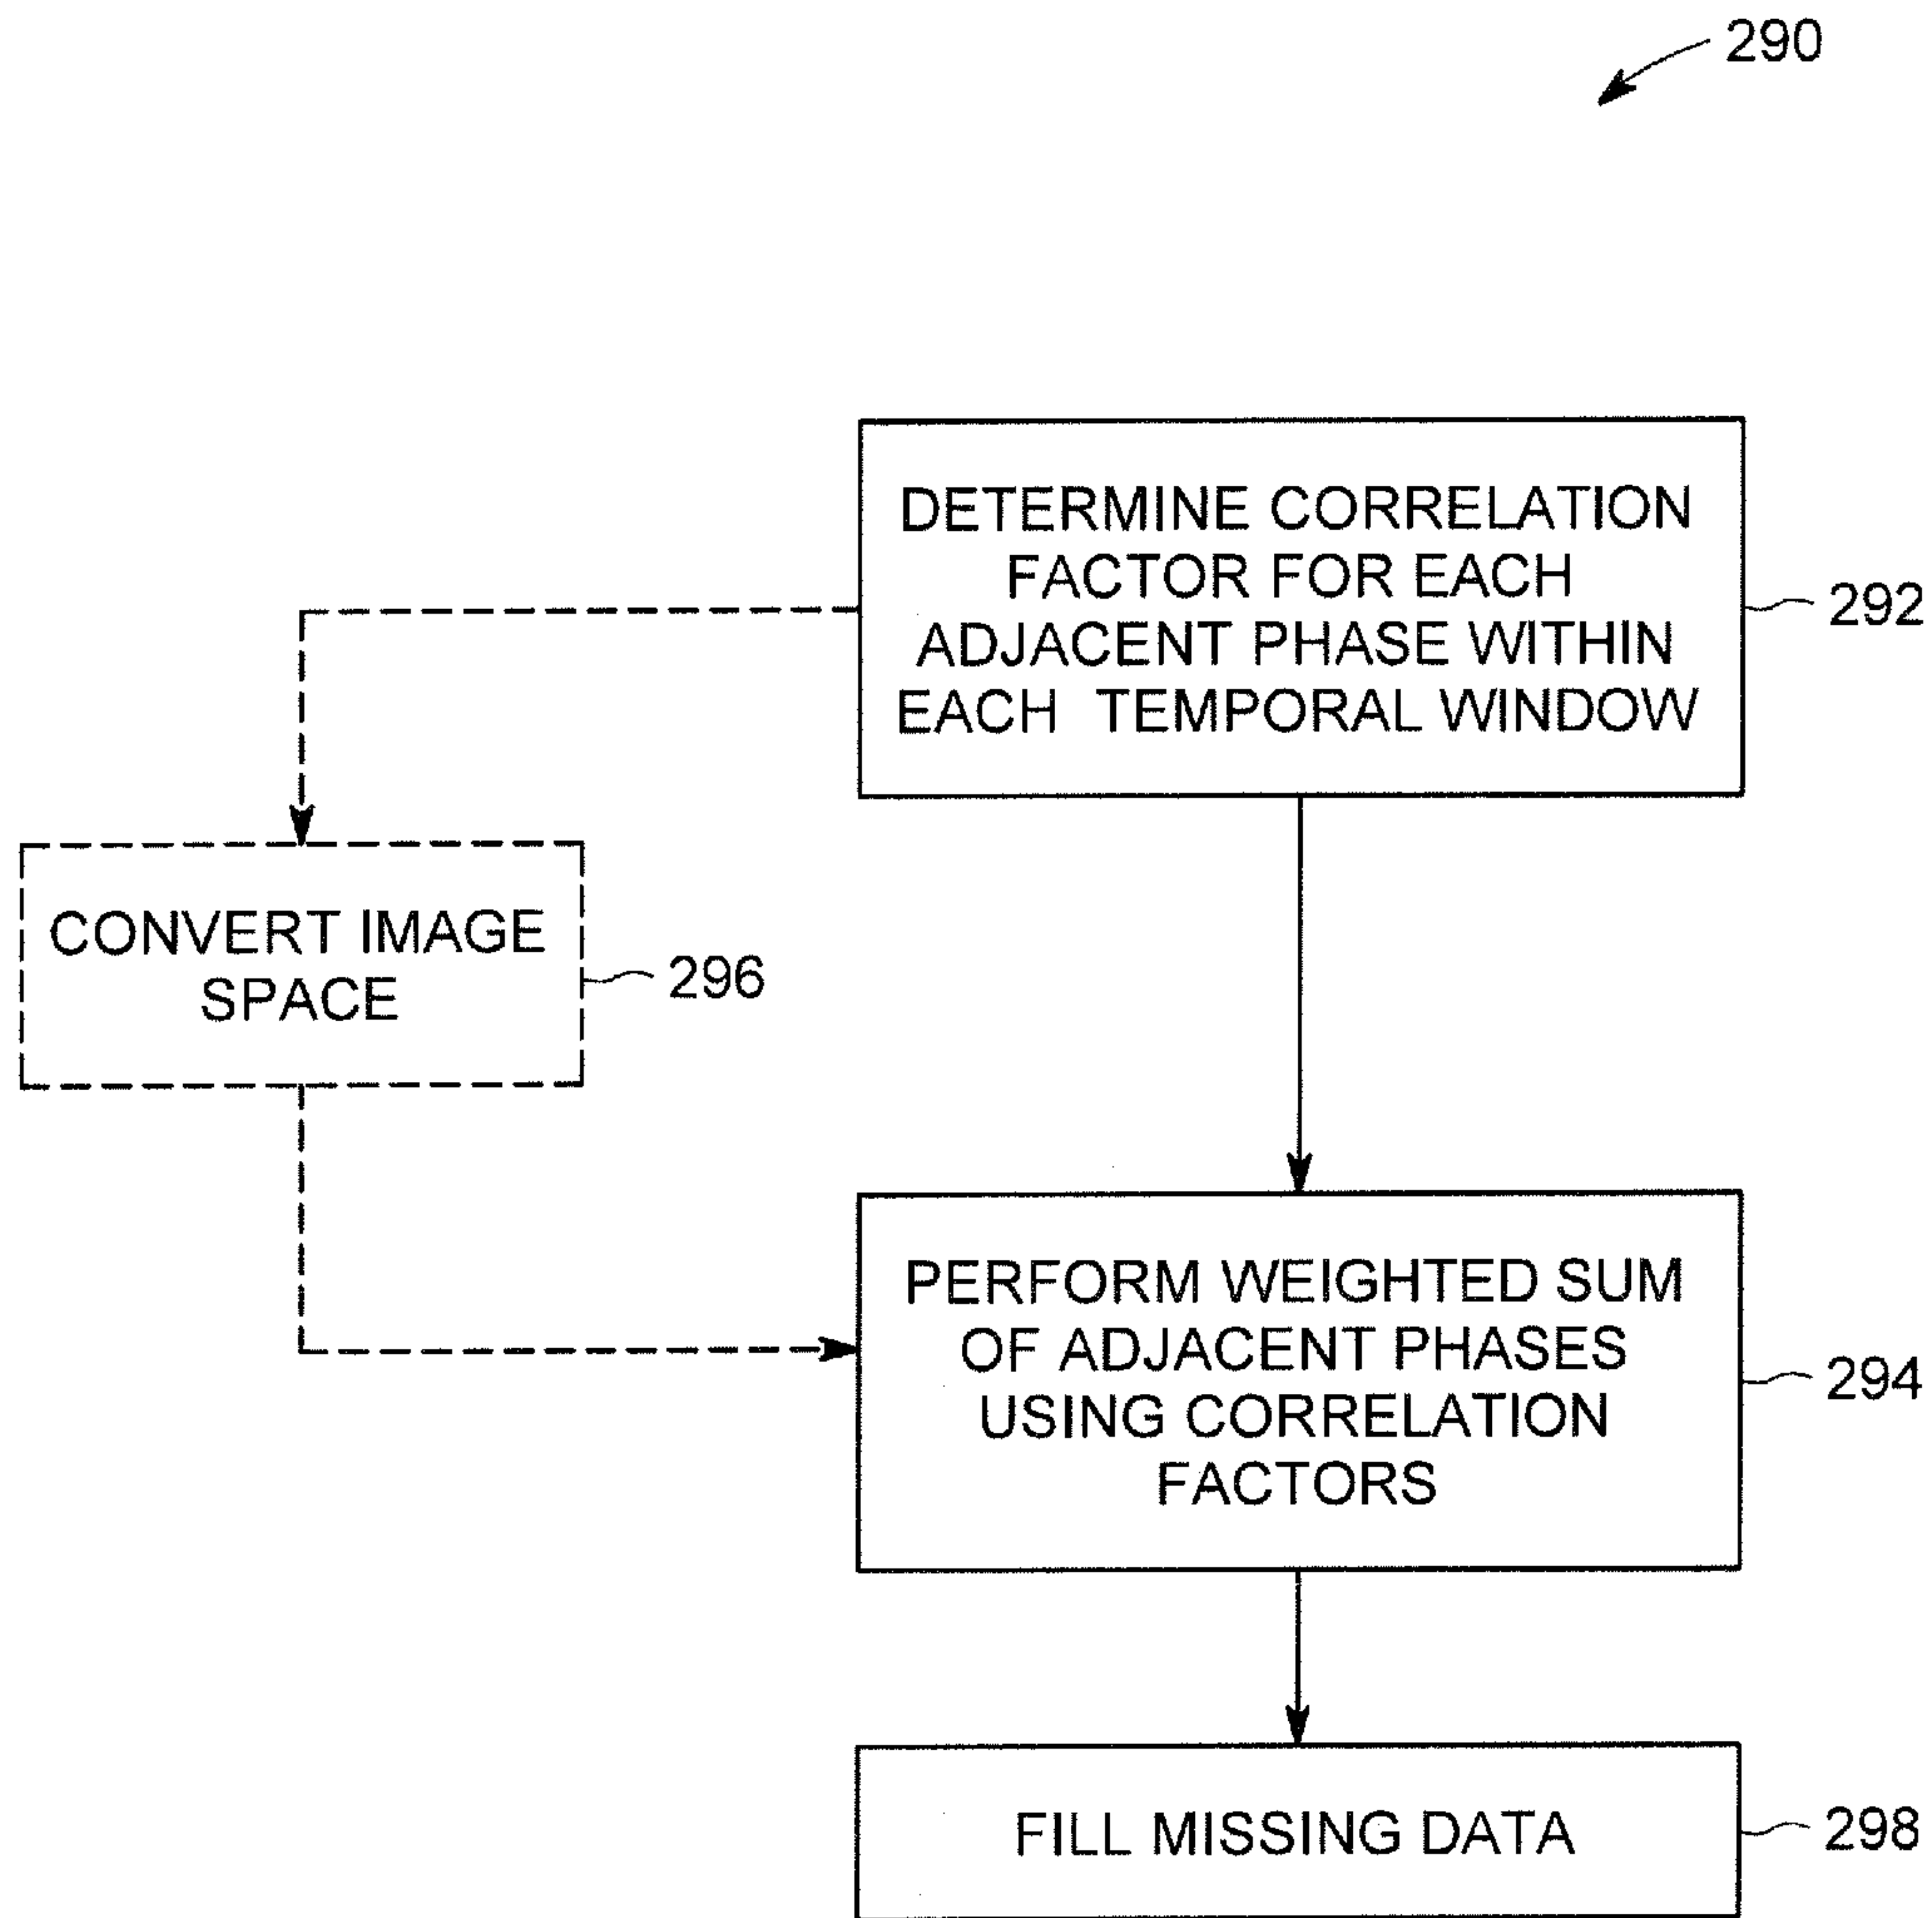 290
DETERMINE CORRELATION
FACTOR FOR EACH
ADJACENT PHASE WITHIN
EACH TEMPORAL WINDOW
292
CONVERT IMAGE
SPACE
296
PERFORM WEIGHTED SUM
OF ADJACENT PHASES
USING CORRELATION
FACTORS
294
FILL MISSING DATA
298